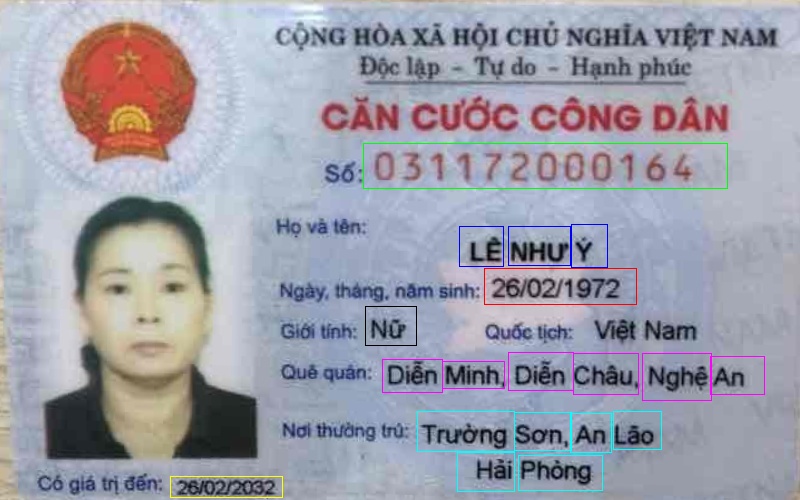 CỘNG HÒA XÃ HỘI CHỦ NGHĨA VIỆT NAM
Độc lập - Tự do - Hạnh phúc
CĂN CƯỚC CÔNG DÂN
Số: 031172000164
Họ và tên:
LÊ NHƯ Ý
Ngày, tháng, năm sinh: 26/02/1972
Giới tính: Nữ Quốc tịch: Việt Nam
Quê quán: Diễn Minh, Diễn Châu, Nghệ An
Nơi thường trú: Trường Sơn, An Lão
Hải Phòng
Có giá trị đến: 26/02/2032